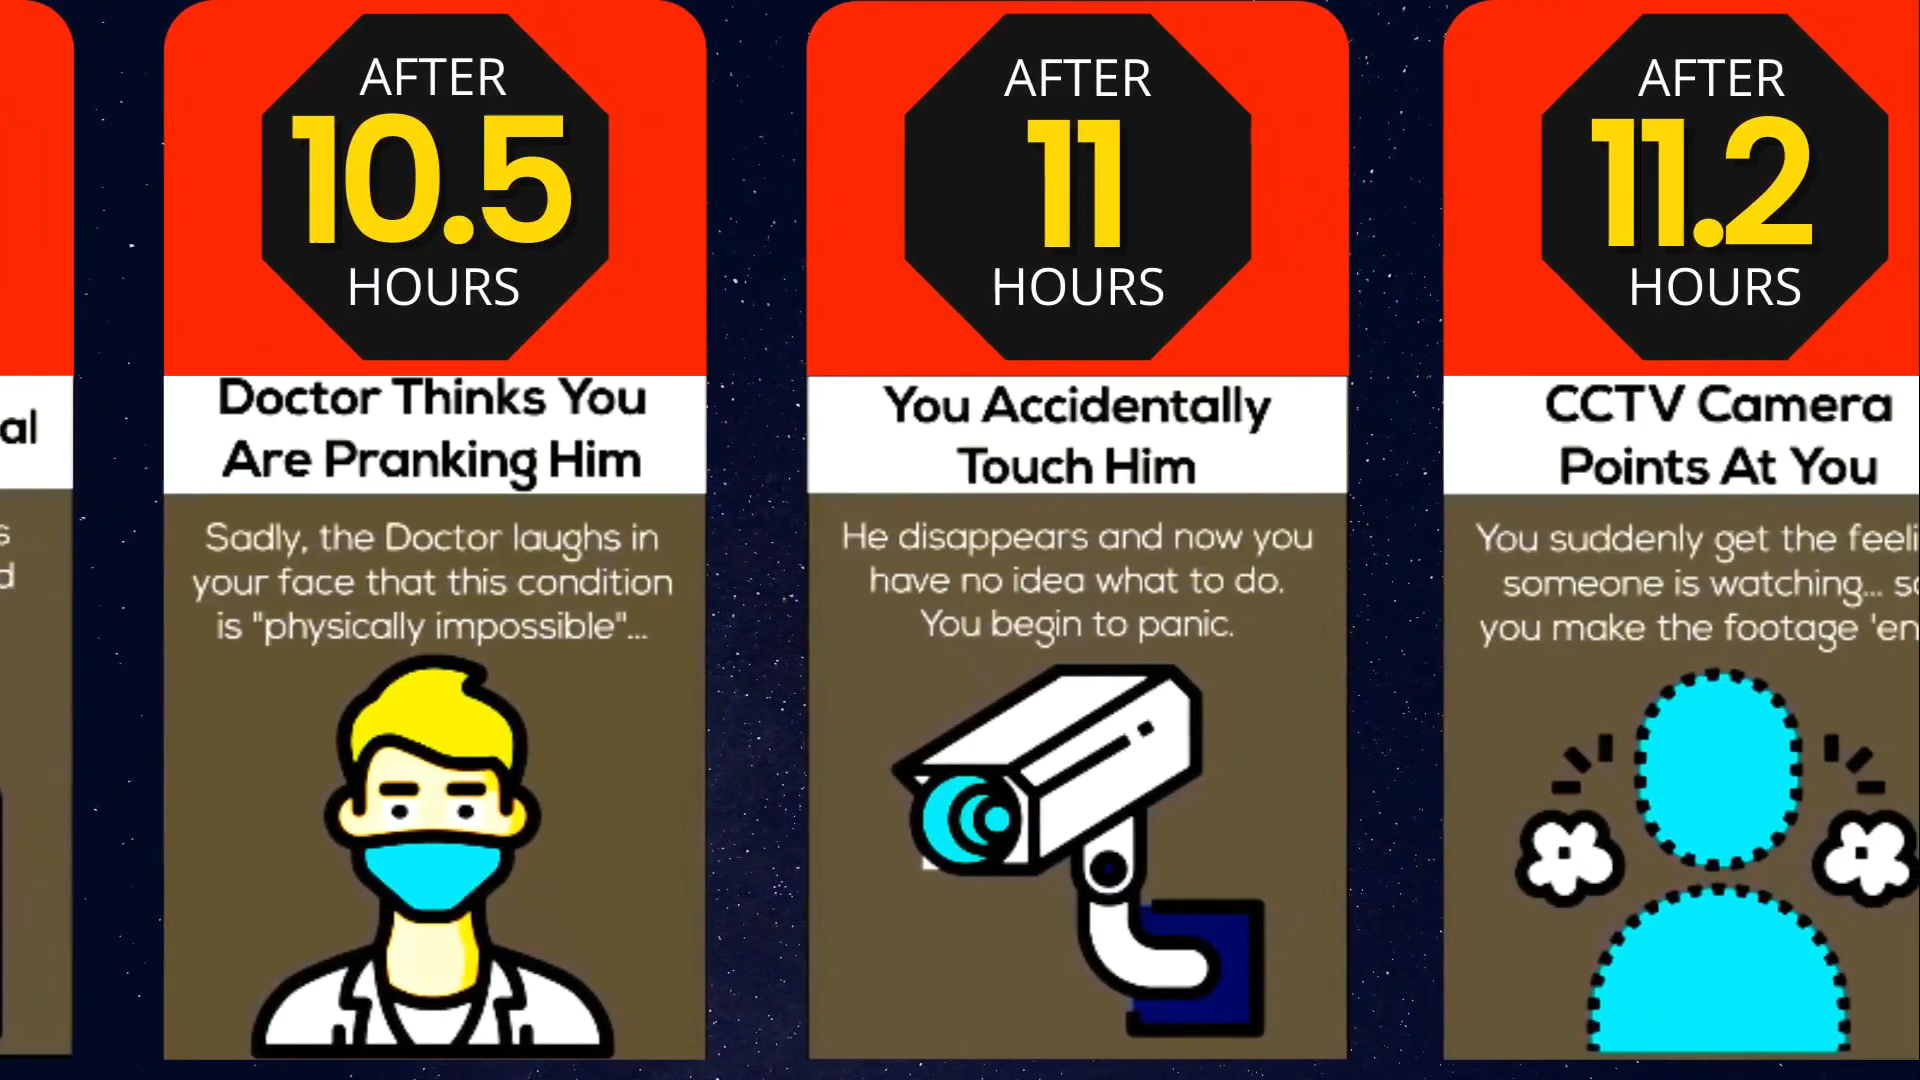 al
s
d
AFTER
10.5
HOURS
Doctor Thinks You
Are Pranking Him
Sadly, the Doctor laughs in
your face that this condition
is "physically impossible"...
AFTER
11
HOURS
You Accidentally
Touch Him
He disappears and now you
have no idea what to do.
You begin to panic.
AFTER
11.2
HOURS
CCTV Camera
Points At You
You suddenly get the feeli
someone is watching... so
you make the footage 'en